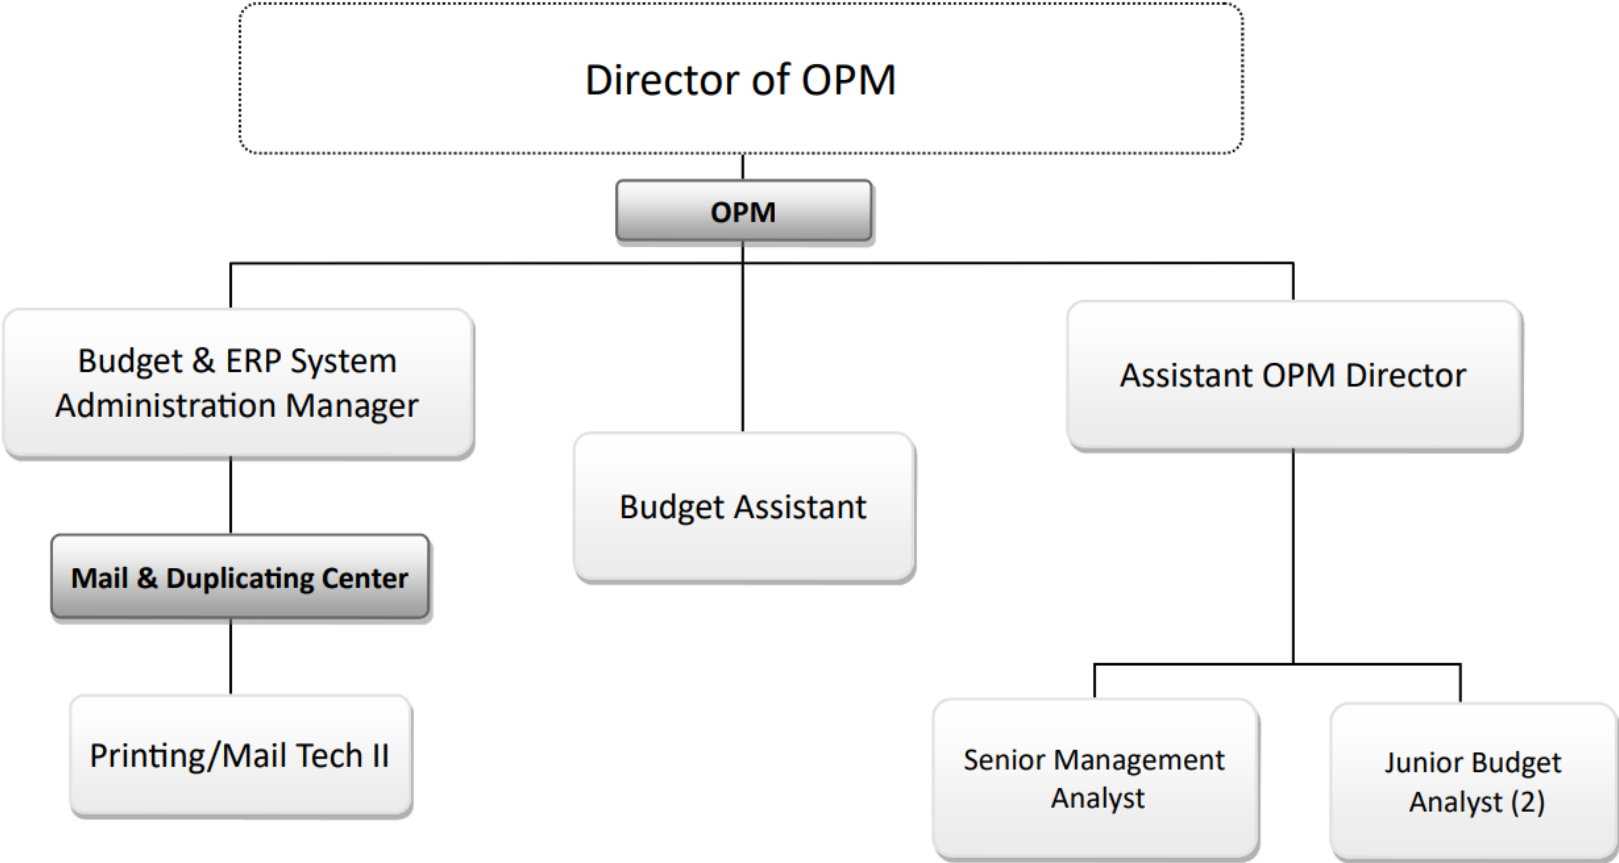 Director of OPM
OPM
Budget & ERP System
Administration Manager
Assistant OPM Director
Budget Assistant
Mail & Duplicating Center
Printing/Mail Tech II
Senior Management
Analyst
Junior Budget
Analyst (2)